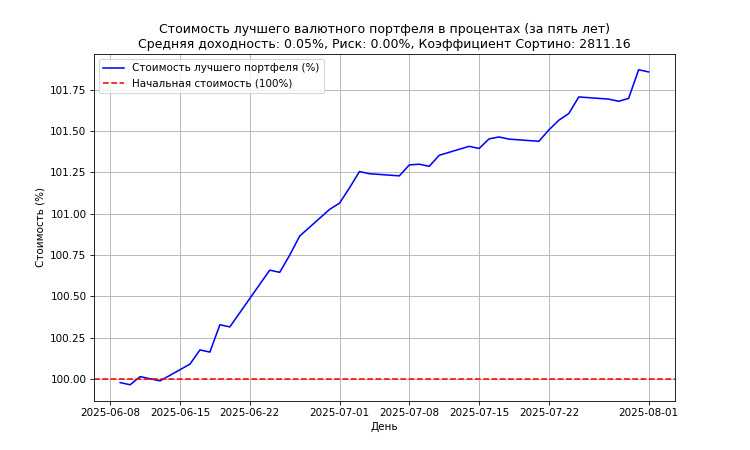 Стоимость лучшего валютного портфеля в процентах (за пять лет)
Средняя доходность: 0.05%, Риск: 0.00%, Коэффициент Сортино: 2811.16
Стоимость лучшего портфеля (%)
Начальная стоимость (100%)
Стоимость (%)
101.75
101.50
101.25
101.00
100.75
100.50
100.25
100.00
2025-06-08 2025-06-15 2025-06-22 2025-07-01 2025-07-08 2025-07-15 2025-07-22 2025-08-01
День